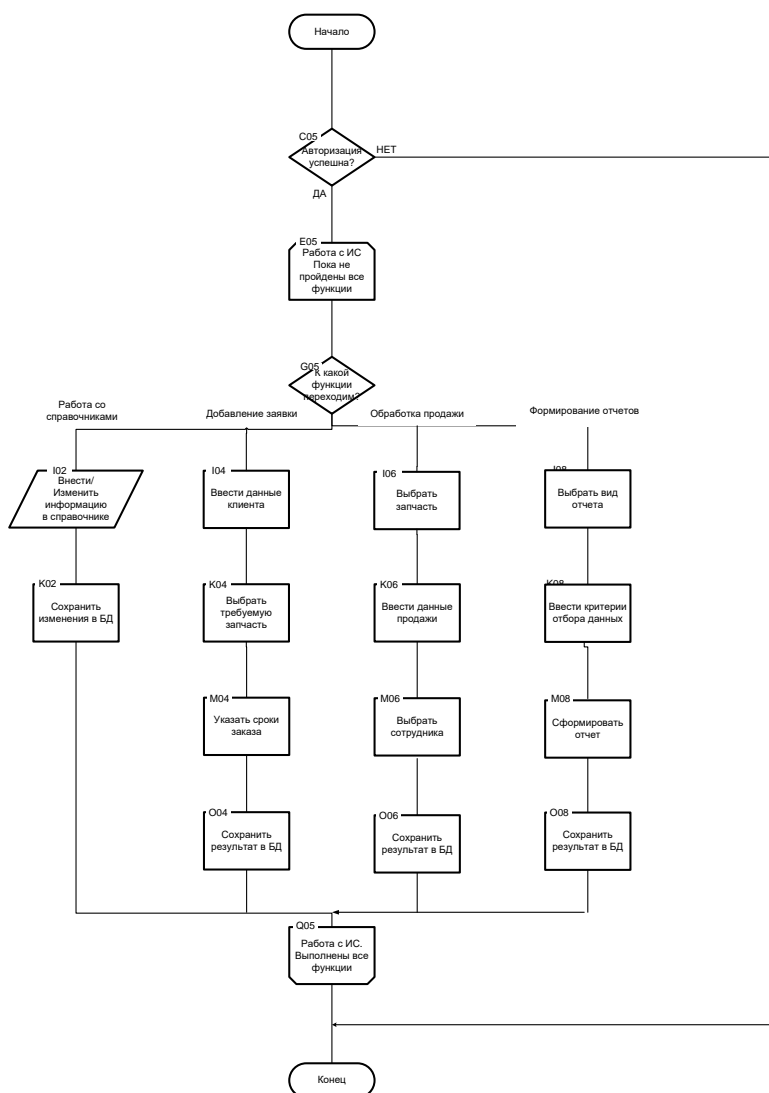 Начало
C05
Авторизация
успешна?
НЕТ
ДА
E05
Работа с ИС
Пока не
пройдены все
функции
G05
К какой
функции
переходим?
Работа со
справочниками
Добавление заявки
Обработка продажи
Формирование отчетов
I02
Внести/
Изменить
информацию
в справочнике
I04
Ввести данные
клиента
I06
Выбрать
запчасть
I08
Выбрать вид
отчета
K02
Сохранить
изменения в БД
K04
Выбрать
требуемую
запчасть
K06
Ввести данные
продажи
K08
Ввести критерии
отбора данных
M04
Указать сроки
заказа
M06
Выбрать
сотрудника
M08
Сформировать
отчет
O04
Сохранить
результат в БД
O06
Сохранить
результат в БД
O08
Сохранить
результат в БД
Q05
Работа с ИС.
Выполнены все
функции
Конец